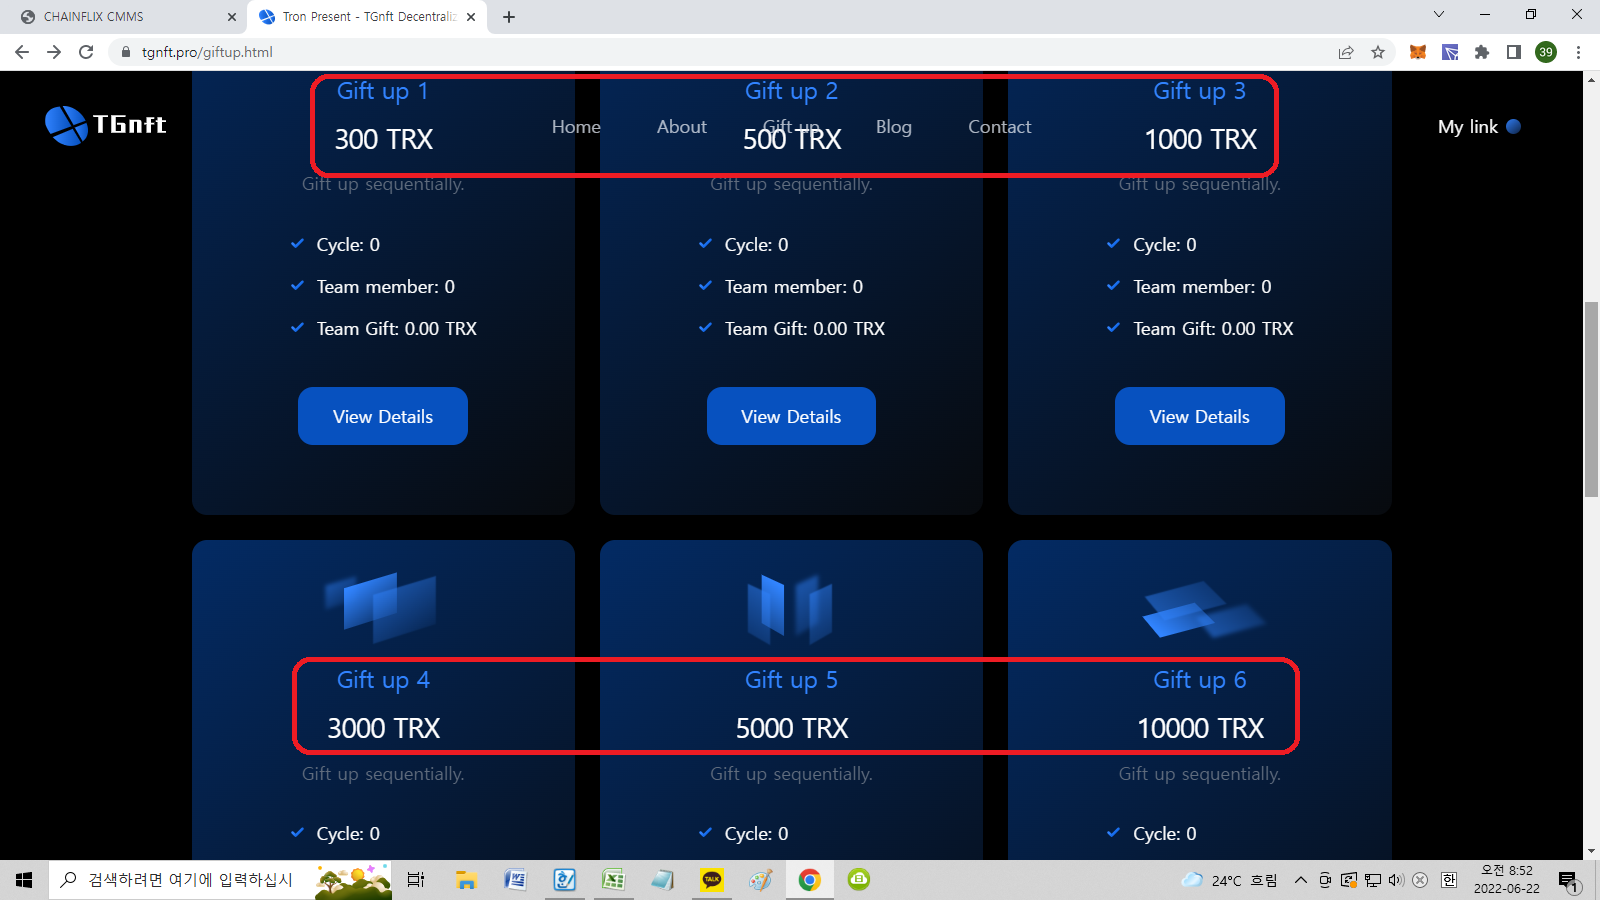 CHAINFLIX CMMS
Tron Present - TGnft Decentraliz
tgnft.pro/giftup.html
39
TGnft
Home
About
Gift up
Blog
Contact
My link
Gift up 1
300 TRX
Gift up sequentially.
Cycle: 0
Team member: 0
Team Gift: 0.00 TRX
View Details
Gift up 2
500 TRX
Gift up sequentially.
Cycle: 0
Team member: 0
Team Gift: 0.00 TRX
View Details
Gift up 3
1000 TRX
Gift up sequentially.
Cycle: 0
Team member: 0
Team Gift: 0.00 TRX
View Details
Gift up 4
3000 TRX
Gift up sequentially.
Cycle: 0
Gift up 5
5000 TRX
Gift up sequentially.
Cycle: 0
Gift up 6
10000 TRX
Gift up sequentially.
Cycle: 0
검색하려면 여기에 입력하십시
TALK
24°C 흐림
한
오전 8:52
2022-06-22
1